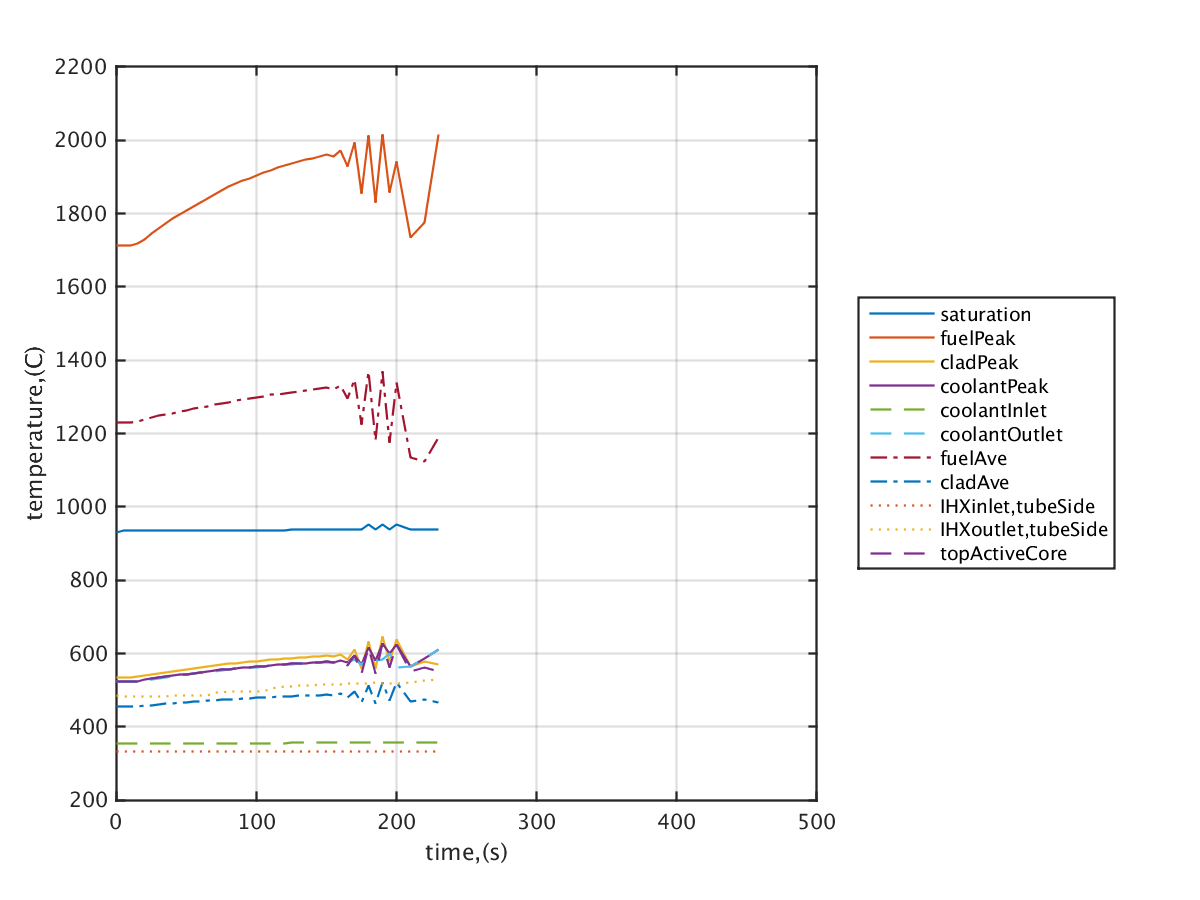 2200
2000
1800
1600
1400
1200
1000
800
600
400
200
temperature,(C)
0 100 200 300 400 500
time,(s)
saturation
fuelPeak
cladPeak
coolantPeak
coolantInlet
coolantOutlet
fuelAve
cladAve
IHXinlet,tubeSide
IHXoutlet,tubeSide
topActiveCore